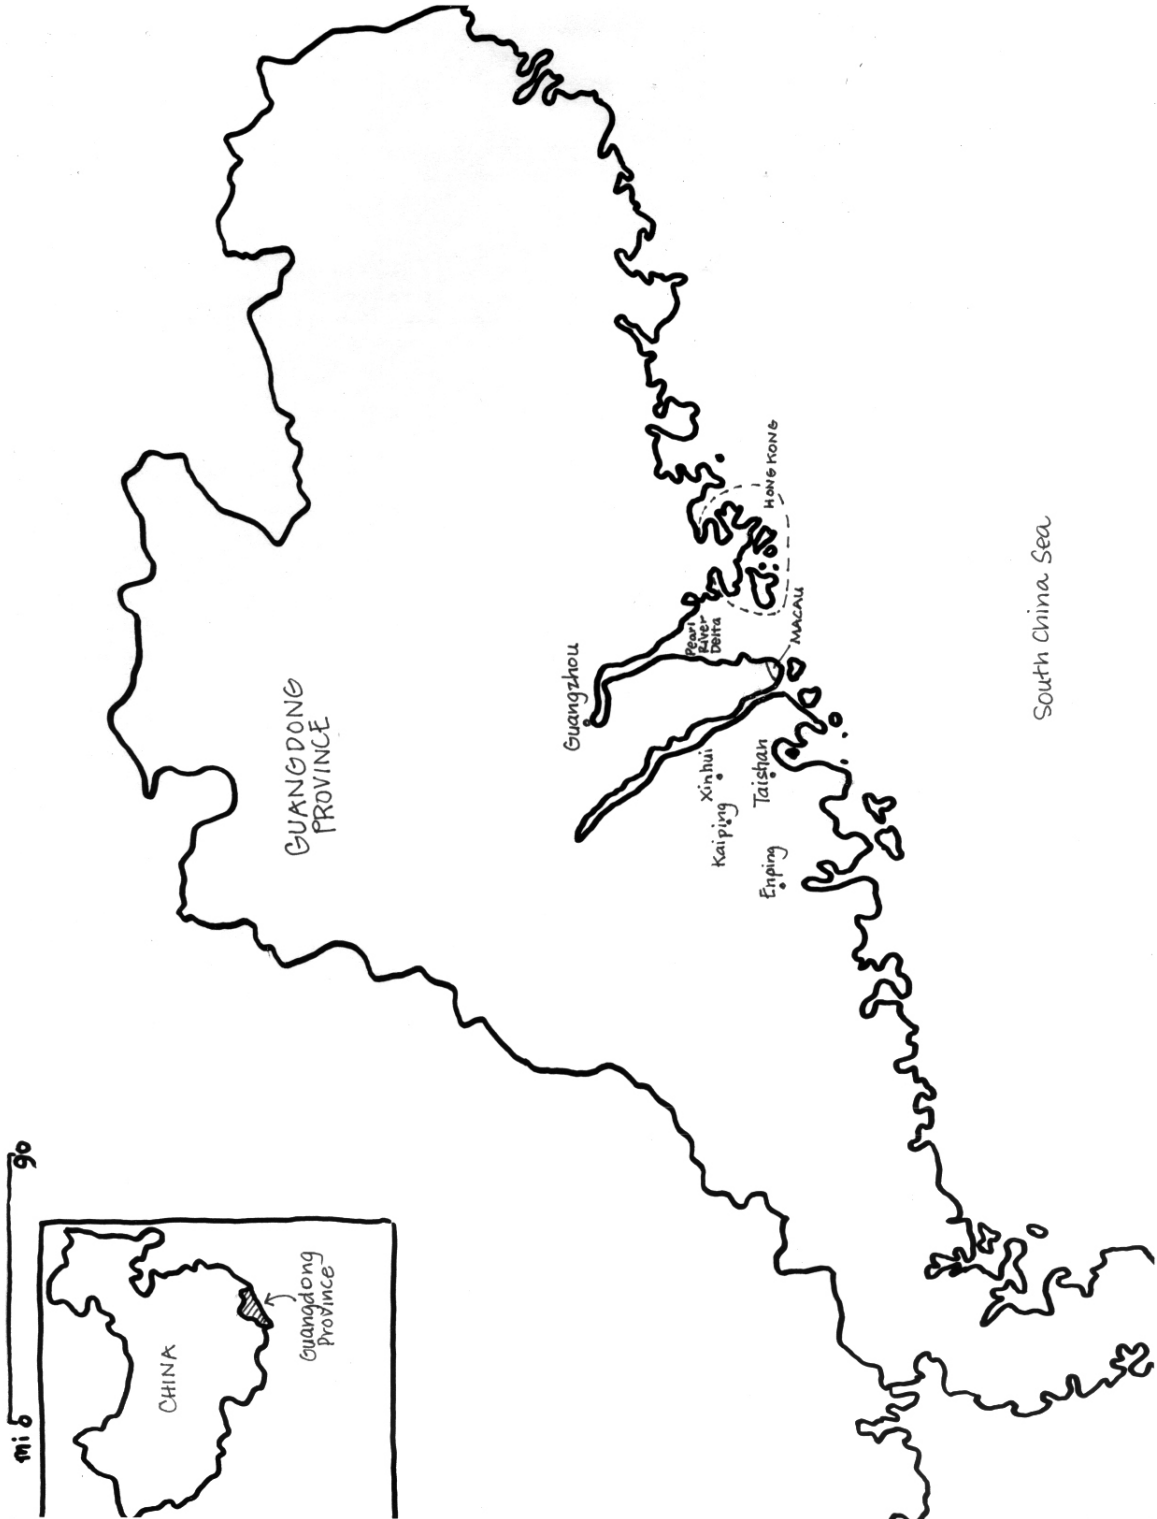 mi 0
90
CHINA
Guangdong
Province
GUANGDONG
PROVINCE
Guangzhou
Pearl
River
Delta
HONG KONG
MACAU
Xinhui
Kaiping
Taishan
Enping
South China Sea